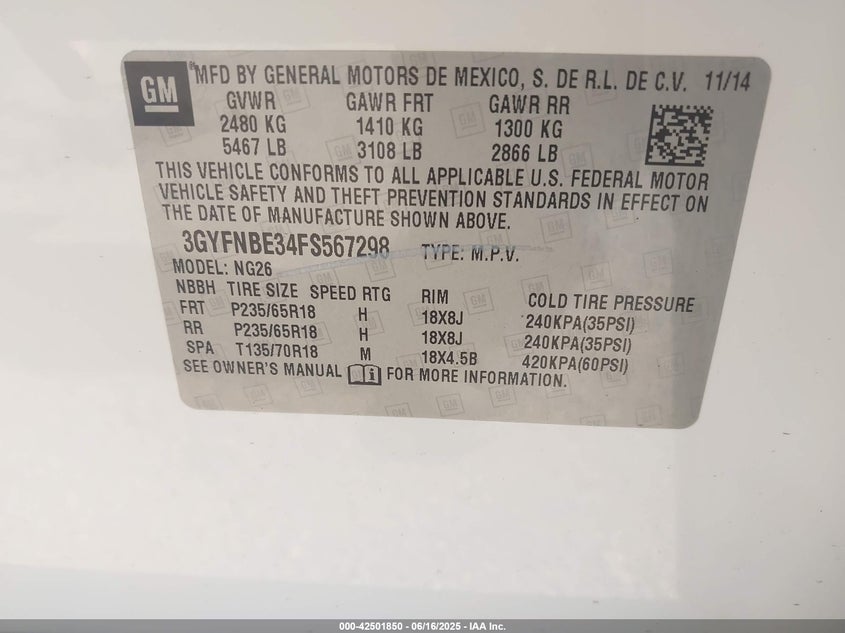 GM
MFD BY GENERAL MOTORS DE MEXICO, S. DE R.L. DE C.V. 11/14
GVWR GAWR FRT GAWR RR
2480 KG 1410 KG 1300 KG
5467 LB 3108 LB 2866 LB
THIS VEHICLE CONFORMS TO ALL APPLICABLE U.S. FEDERAL MOTOR
VEHICLE SAFETY AND THEFT PREVENTION STANDARDS IN EFFECT ON
THE DATE OF MANUFACTURE SHOWN ABOVE.
3GYFNBE34FS567298 TYPE: M.P.V.
MODEL: NG26
NBBH TIRE SIZE SPEED RTG RIM COLD TIRE PRESSURE
FRT P235/65R18 H 18X8J 240KPA(35PSI)
RR P235/65R18 H 18X8J 240KPA(35PSI)
SPA T135/70R18 M 18X4.5B 420KPA(60PSI)
SEE OWNER'S MANUAL FOR MORE INFORMATION.
000-42501850 - 06/16/2025 - IAA Inc.